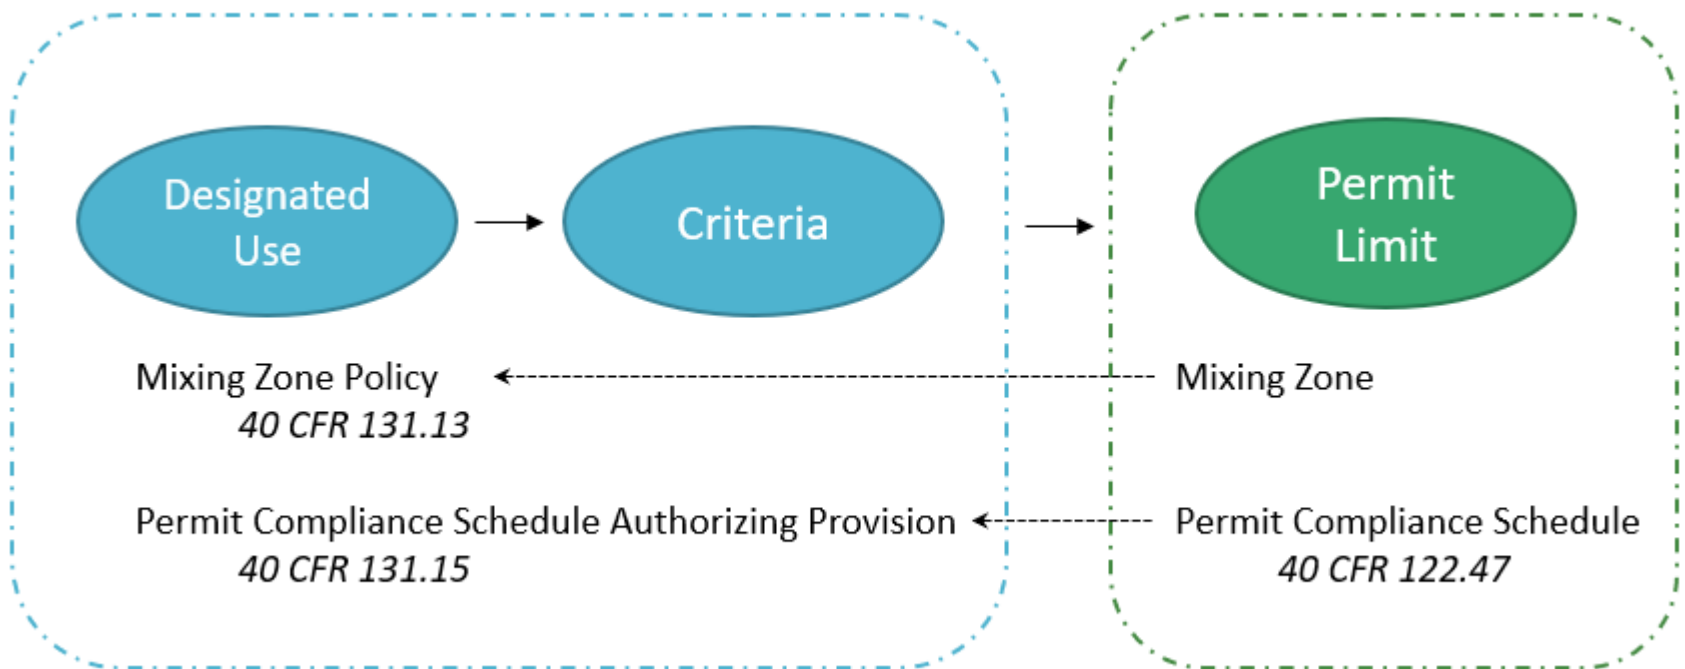 Designated
Use
Criteria
Permit
Limit
Mixing Zone Policy
40 CFR 131.13
Mixing Zone
Permit Compliance Schedule Authorizing Provision
40 CFR 131.15
Permit Compliance Schedule
40 CFR 122.47